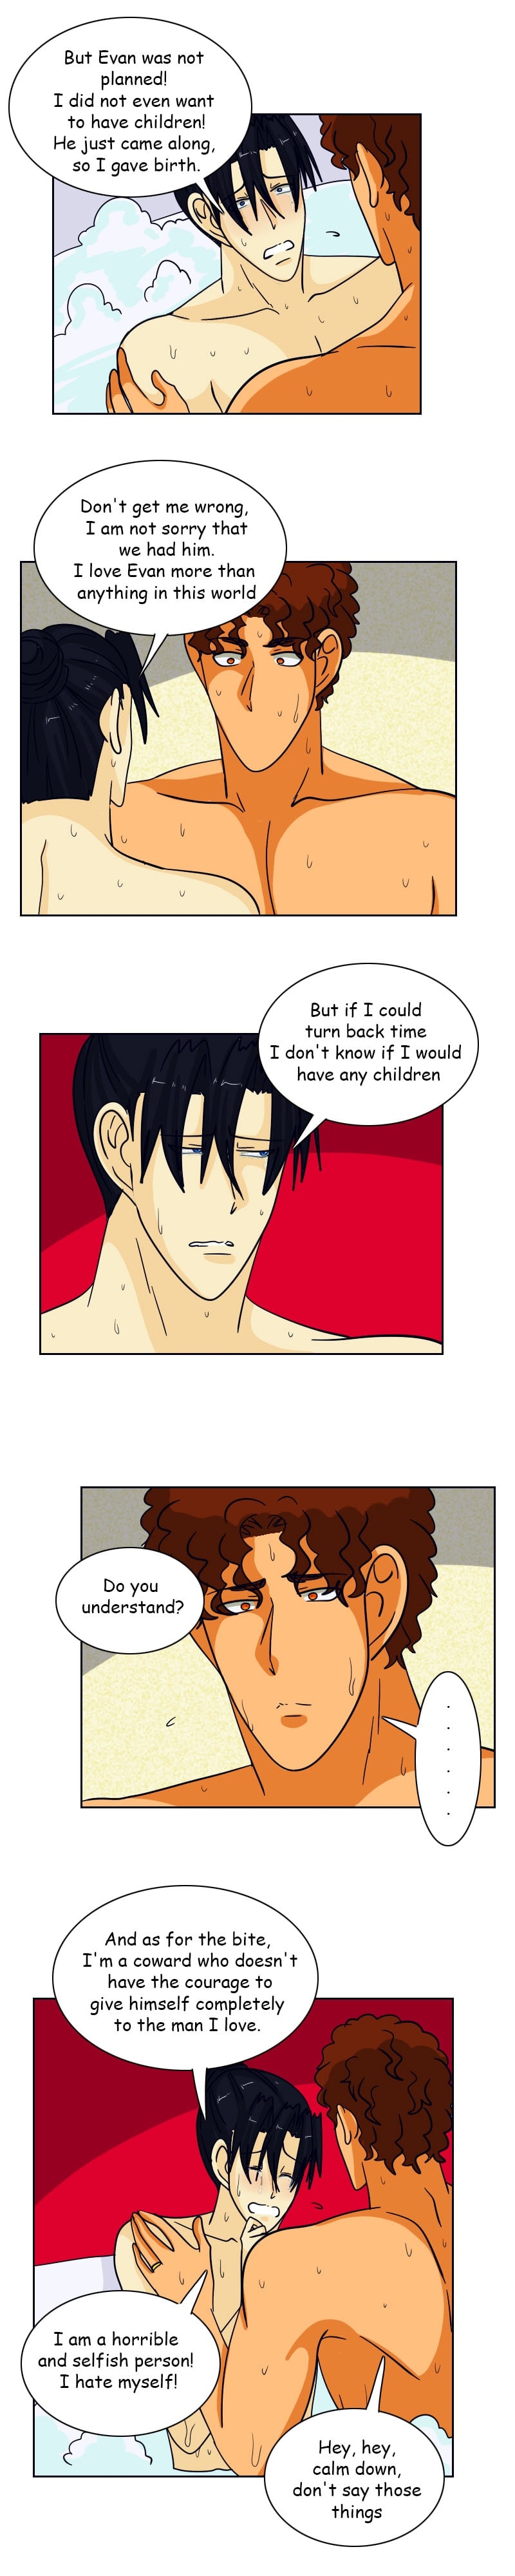 But Evan was not
planned!
I did not even want
to have children!
He just came along,
so I gave birth.
Don't get me wrong,
I am not sorry that
we had him.
I love Evan more than
anything in this world
But if I could
turn back time
I don't know if I would
have any children
Do you
understand?
. . . . . .
And as for the bite,
I'm a coward who doesn't
have the courage to
give himself completely
to the man I love.
I am a horrible
and selfish person!
I hate myself!
Hey, hey,
calm down,
don't say those
things